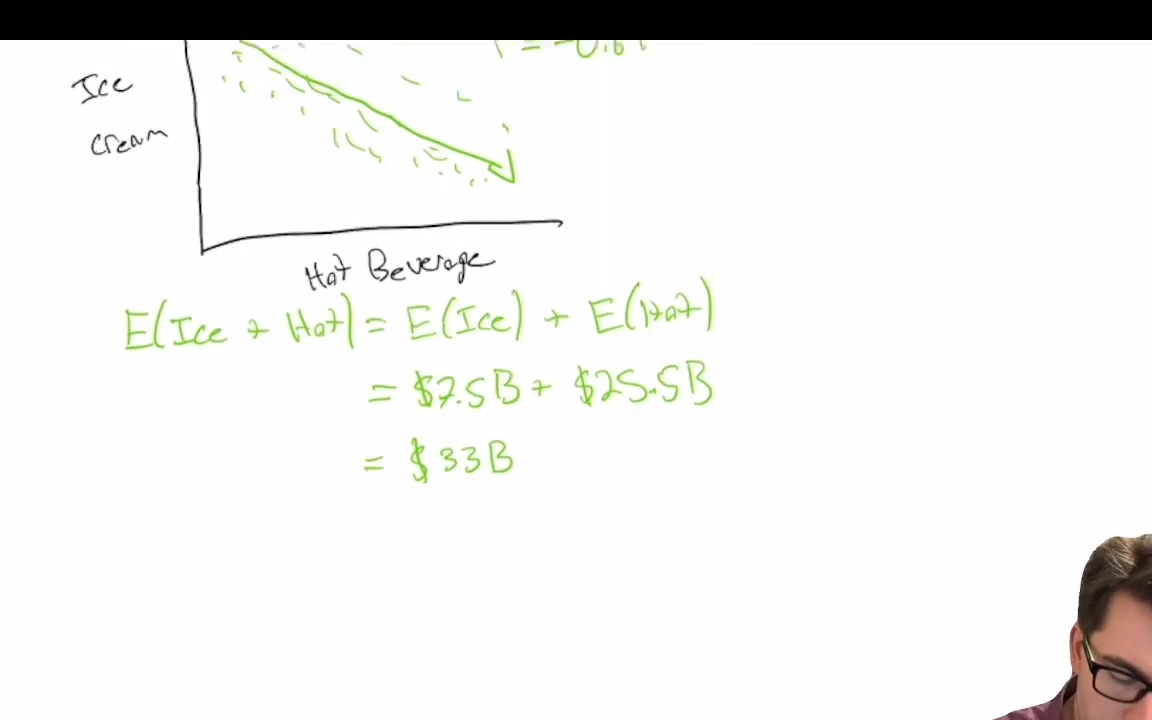 Ice
Cream
Hot Beverage
E(Ice + Hot) = E(Ice) + E(Hot)
= $7.5B + $25.5B
= $33B